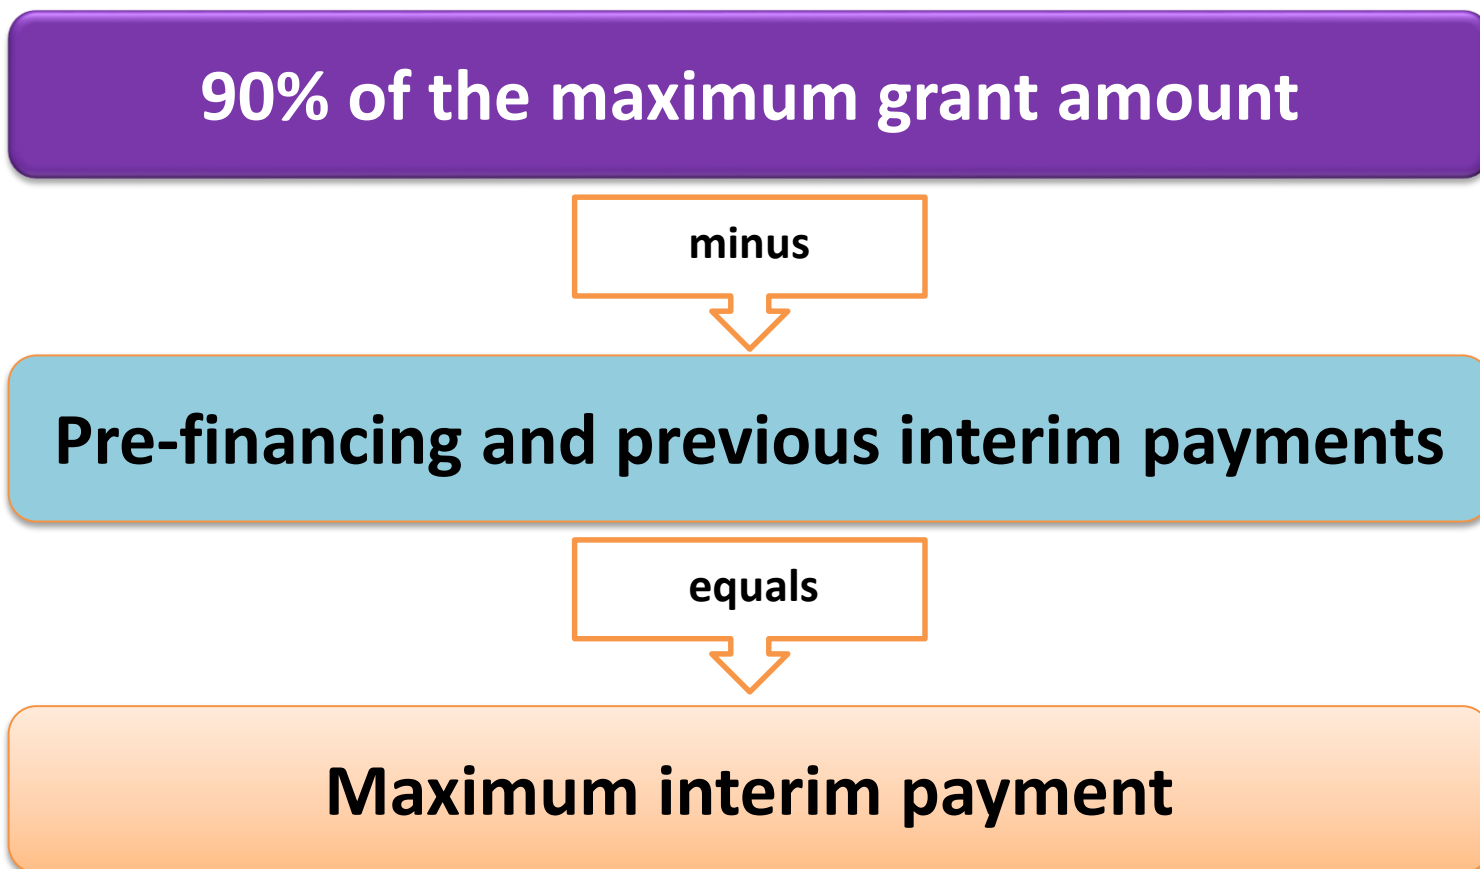 90% of the maximum grant amount
minus
Pre-financing and previous interim payments
equals
Maximum interim payment